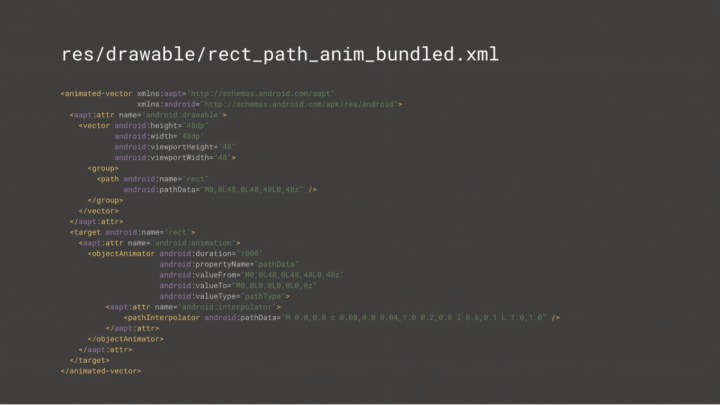 res/drawable/rect_path_anim_bundled.xml
<animated-vector xmlns:aapt="http://schemas.android.com/aapt"
xmlns:android="http://schemas.android.com/apk/res/android">
<aapt:attr name="android:drawable">
<vector android:height="48dp"
android:width="48dp"
android:viewportHeight="48"
android:viewportWidth="48">
<group>
<path android:name="rect"
android:pathData="M0,0L48,0L48,48L0,48z" />
</group>
</vector>
</aapt:attr>
<target android:name="rect">
<aapt:attr name="android:animation">
<objectAnimator android:duration="1000"
android:propertyName="pathData"
android:valueFrom="M0,0L48,0L48,48L0,48z"
android:valueTo="M0,0L0,0L0,0L0,0z"
android:valueType="pathType">
<aapt:attr name="android:interpolator">
<pathInterpolator android:pathData="M 0.0,0.0 c 0.08,0.0 0.04,1.0 0.2,0.8 l 0.6,0.1 L 1.0,1.0" />
</aapt:attr>
</objectAnimator>
</aapt:attr>
</target>
</animated-vector>